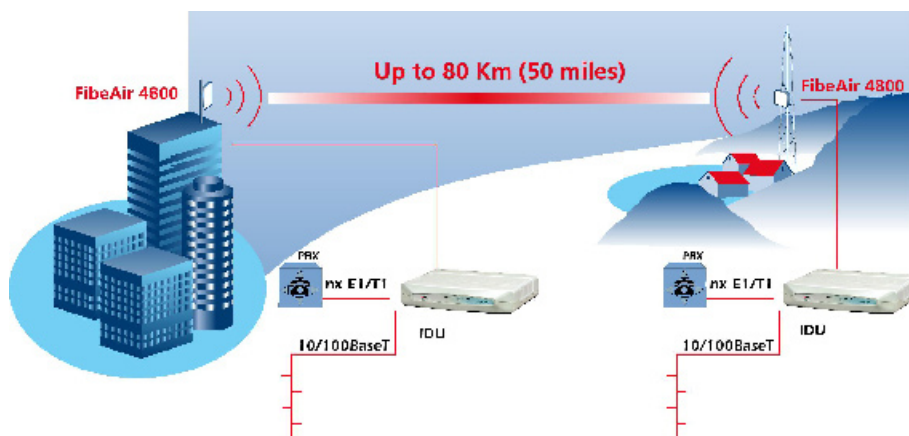 Up to 80 Km (50 miles)
FibeAir 4600
FibeAir 4800
PBX
nx E1/T1
IDU
10/100BaseT
PBX
nx E1/T1
IDU
10/100BaseT